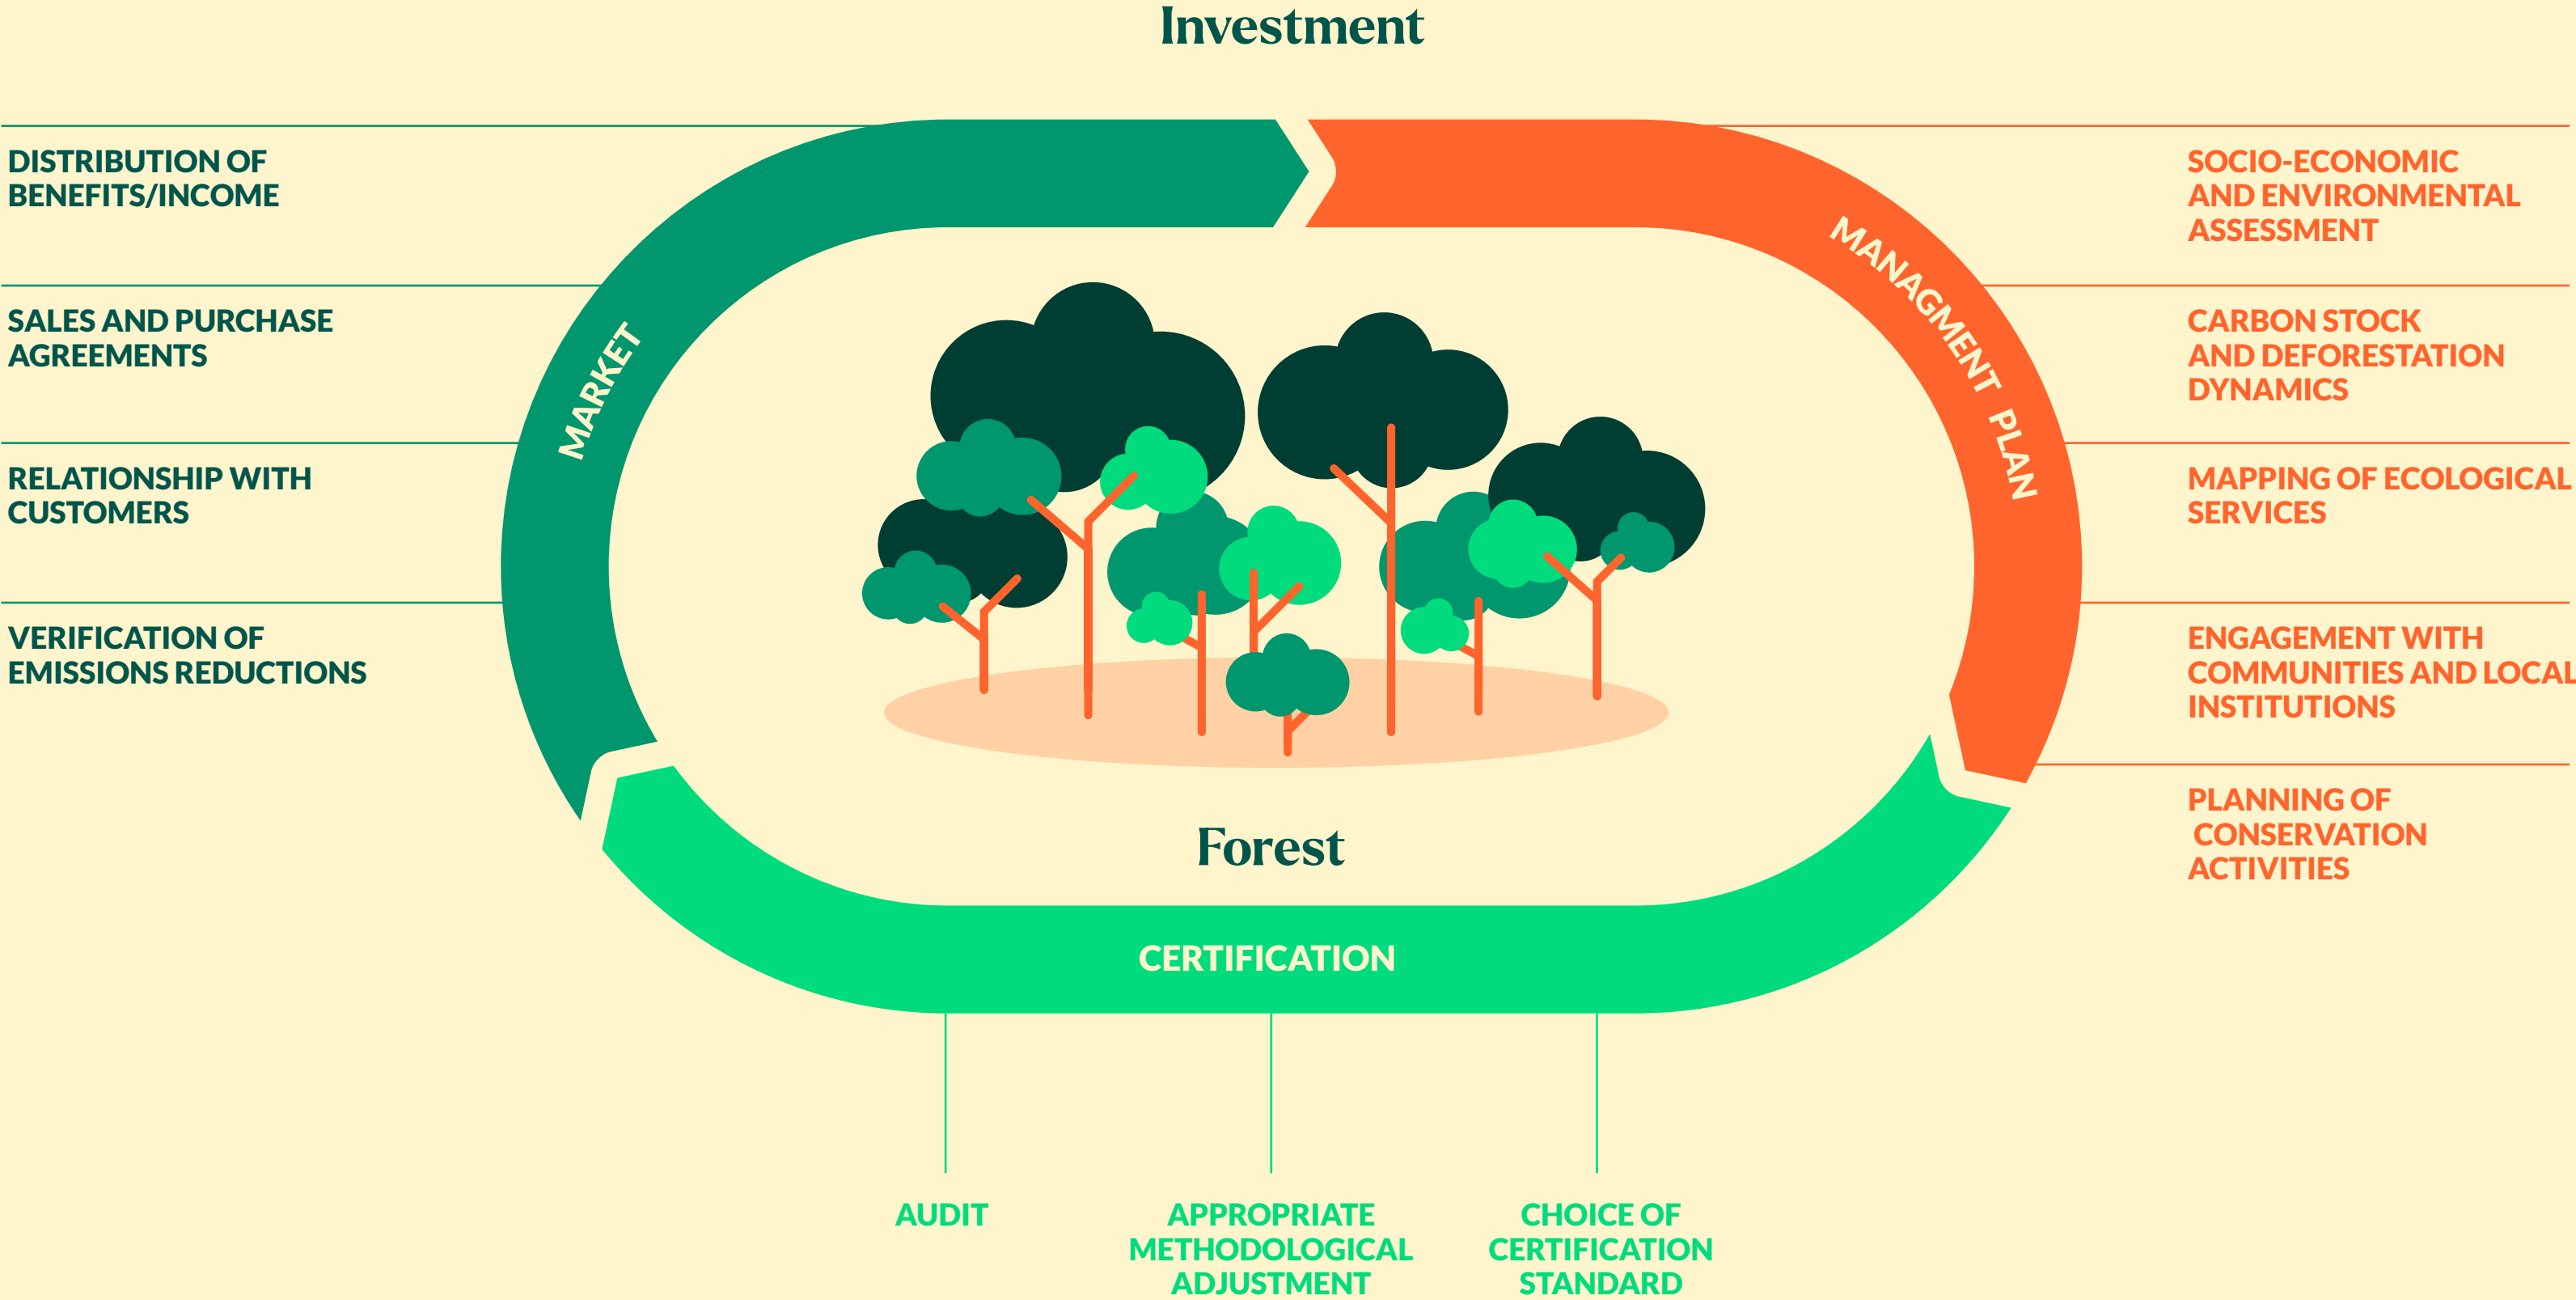 Investment
DISTRIBUTION OF
BENEFITS/INCOME
SALES AND PURCHASE
AGREEMENTS
RELATIONSHIP WITH
CUSTOMERS
VERIFICATION OF
EMISSIONS REDUCTIONS
MARKET
MANAGMENT PLAN
SOCIO-ECONOMIC
AND ENVIRONMENTAL
ASSESSMENT
CARBON STOCK
AND DEFORESTATION
DYNAMICS
MAPPING OF ECOLOGICAL
SERVICES
ENGAGEMENT WITH
COMMUNITIES AND LOCAL
INSTITUTIONS
PLANNING OF
CONSERVATION
ACTIVITIES
Forest
CERTIFICATION
AUDIT
APPROPRIATE
METHODOLOGICAL
ADJUSTMENT
CHOICE OF
CERTIFICATION
STANDARD